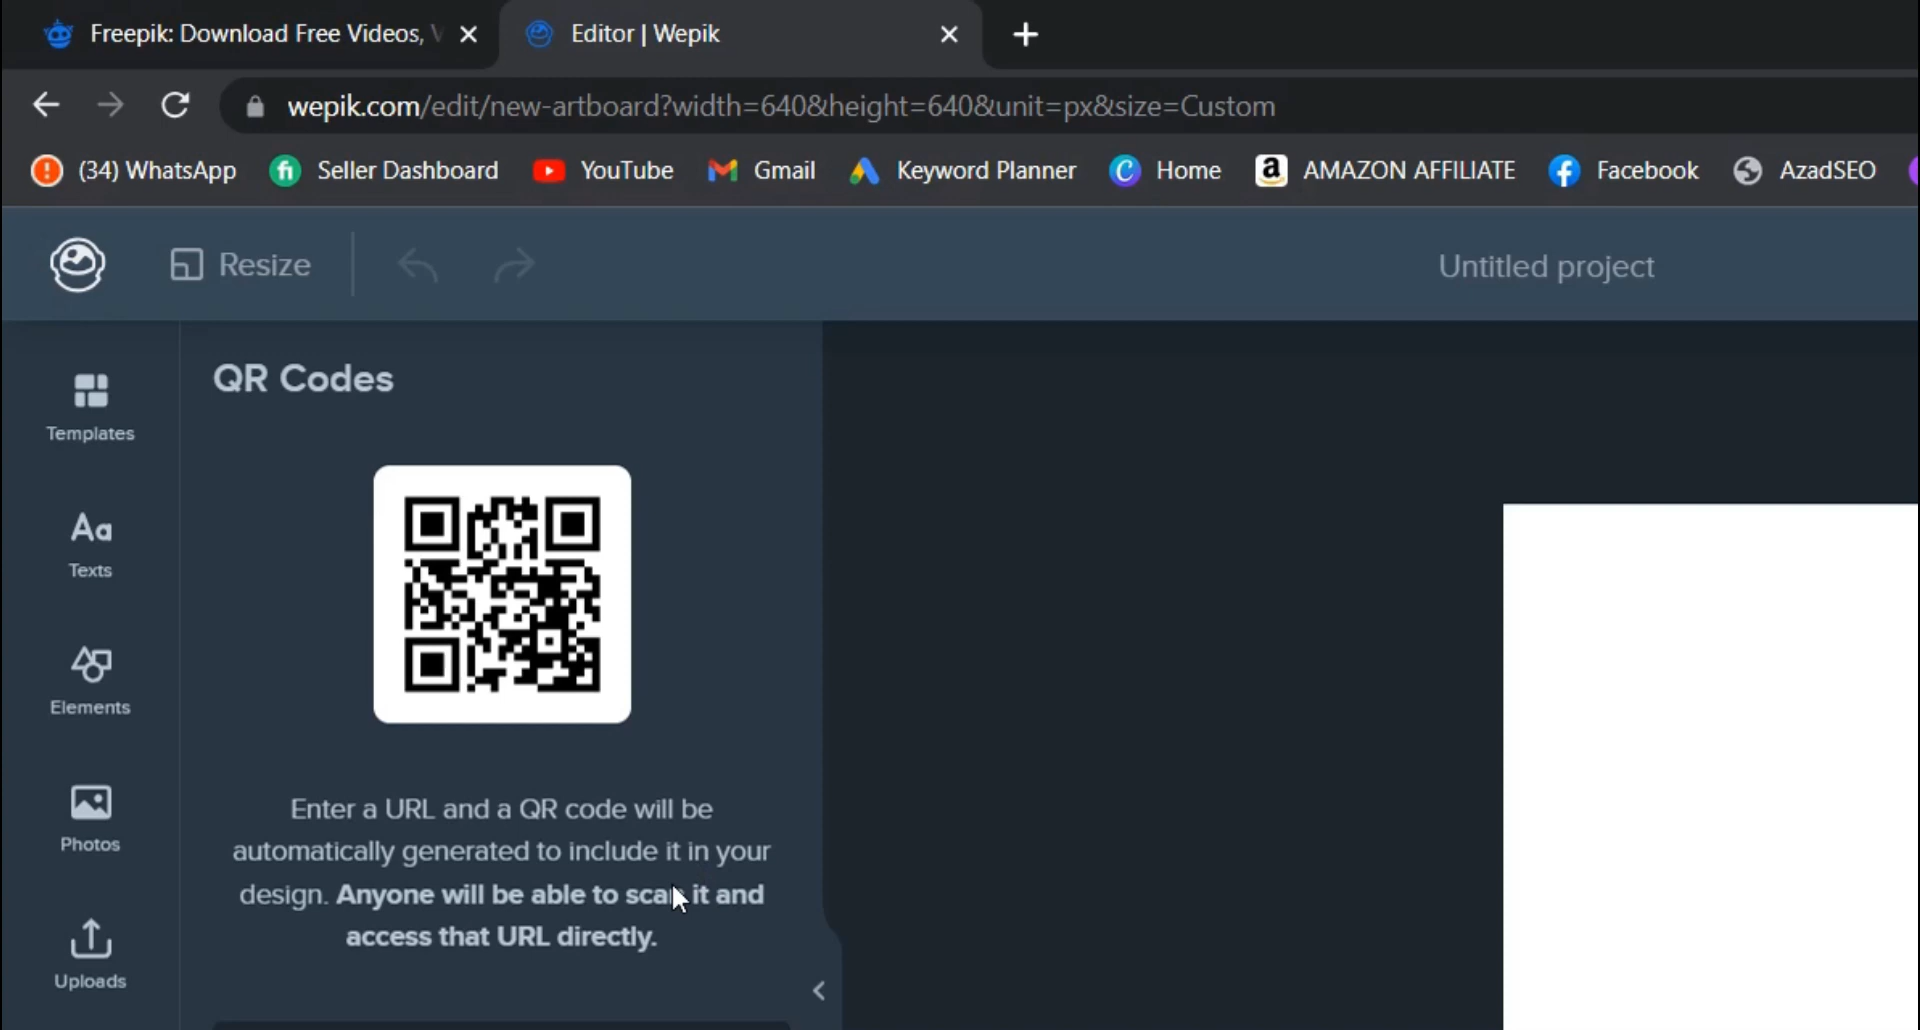 Freepik: Download Free Videos,
Editor | Wepik
wepik.com/edit/new-artboard?width=640&height=640&unit=px&size=Custom
(34) WhatsApp
Seller Dashboard
YouTube
Gmail
Keyword Planner
Home
AMAZON AFFILIATE
Facebook
AzadSEO
Resize
Untitled project
QR Codes
Templates
Aa
Texts
Elements
Photos
Uploads
Enter a URL and a QR code will be
automatically generated to include it in your
design. Anyone will be able to scan it and
access that URL directly.